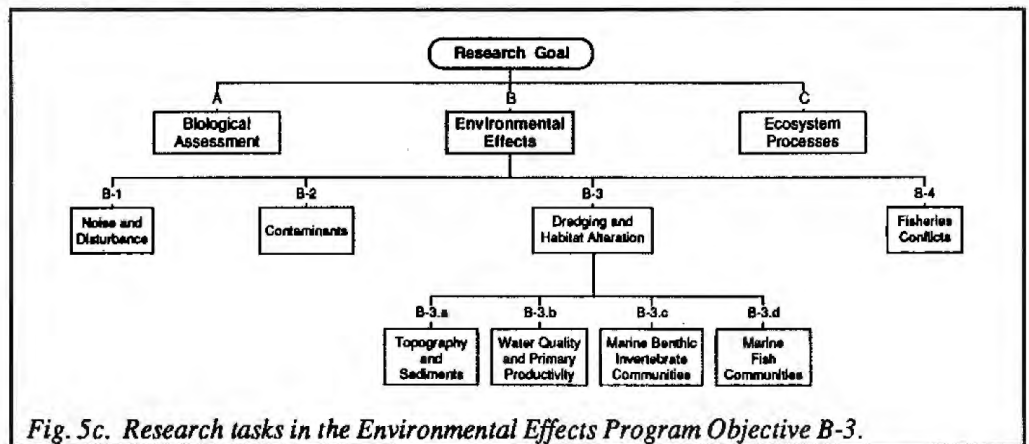 Research Goal
A
B
C
Biological
Assessment
Environmental
Effects
Ecosystem
Processes
B-1
B-2
B-3
B-4
Noise and
Disturbance
Contaminants
Dredging and
Habitat Alteration
Fisheries
Conflicts
B-3.a
B-3.b
B-3.c
B-3.d
Topography
and
Sediments
Water Quality
and Primary
Productivity
Marine Benthic
Invertebrate
Communities
Marine
Fish
Communities
Fig. 5c. Research tasks in the Environmental Effects Program Objective B-3.